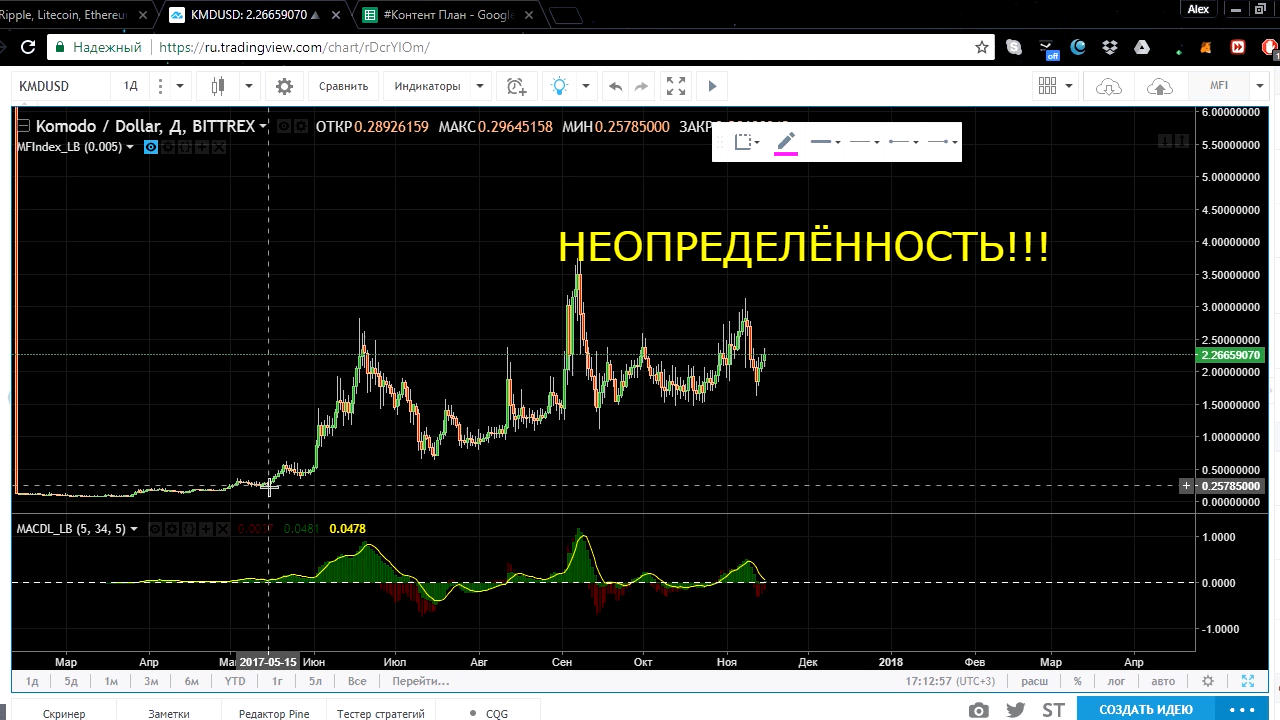 Ripple, Litecoin, Ethereu
KMDUSD: 2.26659070 ▲
#Контент План - Google
Alex
Надежный
https://ru.tradingview.com/chart/rDcrYIOm/
off
1
KMDUSD
1Д
Сравнить
Индикаторы
MFI
Komodo / Dollar, Д, BITTREX
ОТКР 0.28926159 МАКС 0.29645158 МИН 0.25785000 ЗАКР
MFIndex_LB (0.005)
НЕОПРЕДЕЛЁННОСТЬ!!!
6.00000000
5.50000000
5.00000000
4.50000000
4.00000000
3.50000000
3.00000000
2.50000000
2.26659070
2.00000000
1.50000000
1.00000000
0.50000000
0.25785000
0.00000000
MACDL_LB (5, 34, 5)
0.0481 0.0478
1.0000
0.0000
-1.0000
Мар Апр 2017-05-15 Июн Июл Авг Сен Окт Ноя Дек 2018 Фев Мар Апр
1д 5д 1м 3м 6м YTD 1г 5л Все Перейти...
17:12:57 (UTC+3) расш % лог авто
Скринер Заметки Редактор Pine Тестер стратегий CQG
ST
СОЗДАТЬ ИДЕЮ